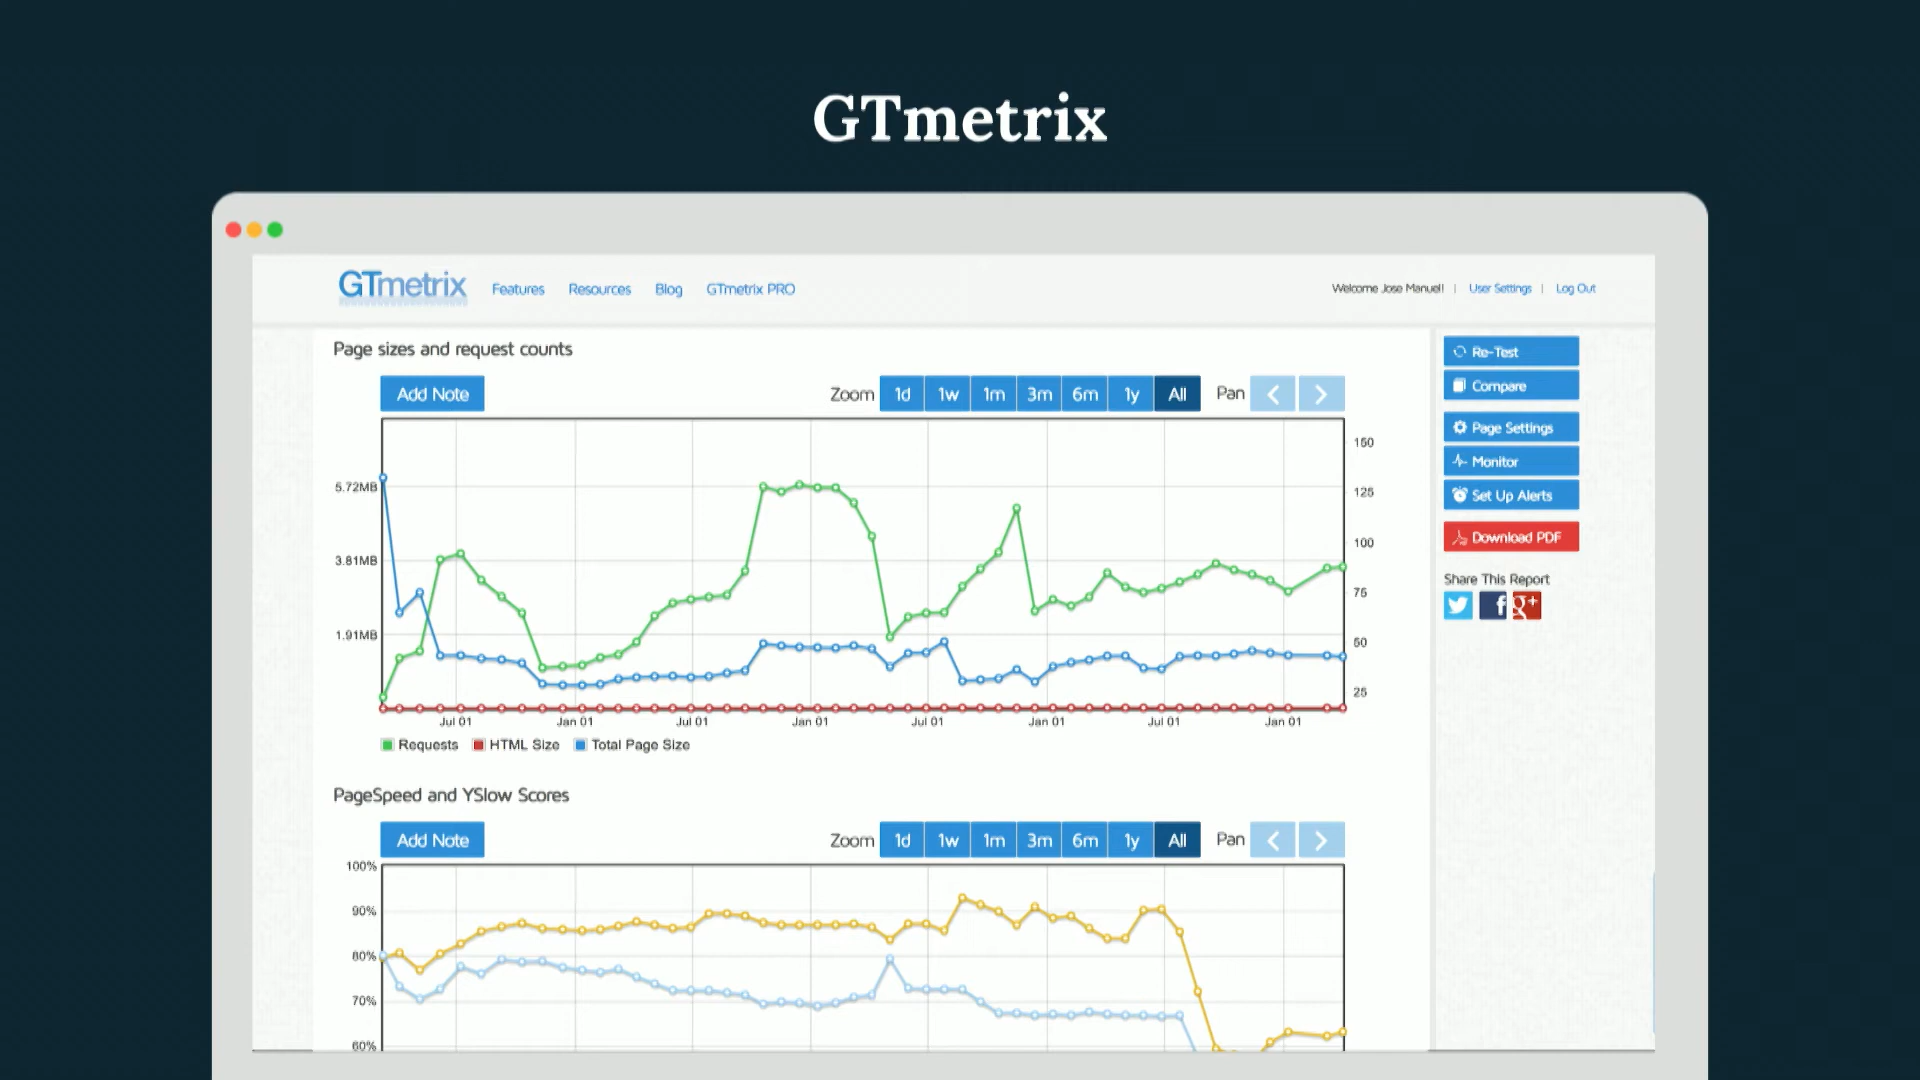 GTmetrix
GTmetrix Features Resources Blog GTmetrix PRO Welcome Jose Manuel! | User Settings | Log Out
Page sizes and request counts
Add Note Zoom 1d 1w 1m 3m 6m 1y All Pan
150
5.72MB 125
3.81MB 100
75
1.91MB 50
25
Jul 01 Jan 01 Jul 01 Jan 01 Jul 01 Jan 01 Jul 01 Jan 01
Requests HTML Size Total Page Size
PageSpeed and YSlow Scores
Add Note Zoom 1d 1w 1m 3m 6m 1y All Pan
100%
90%
80%
70%
60%
Re-Test
Compare
Page Settings
Monitor
Set Up Alerts
Download PDF
Share This Report
f g+